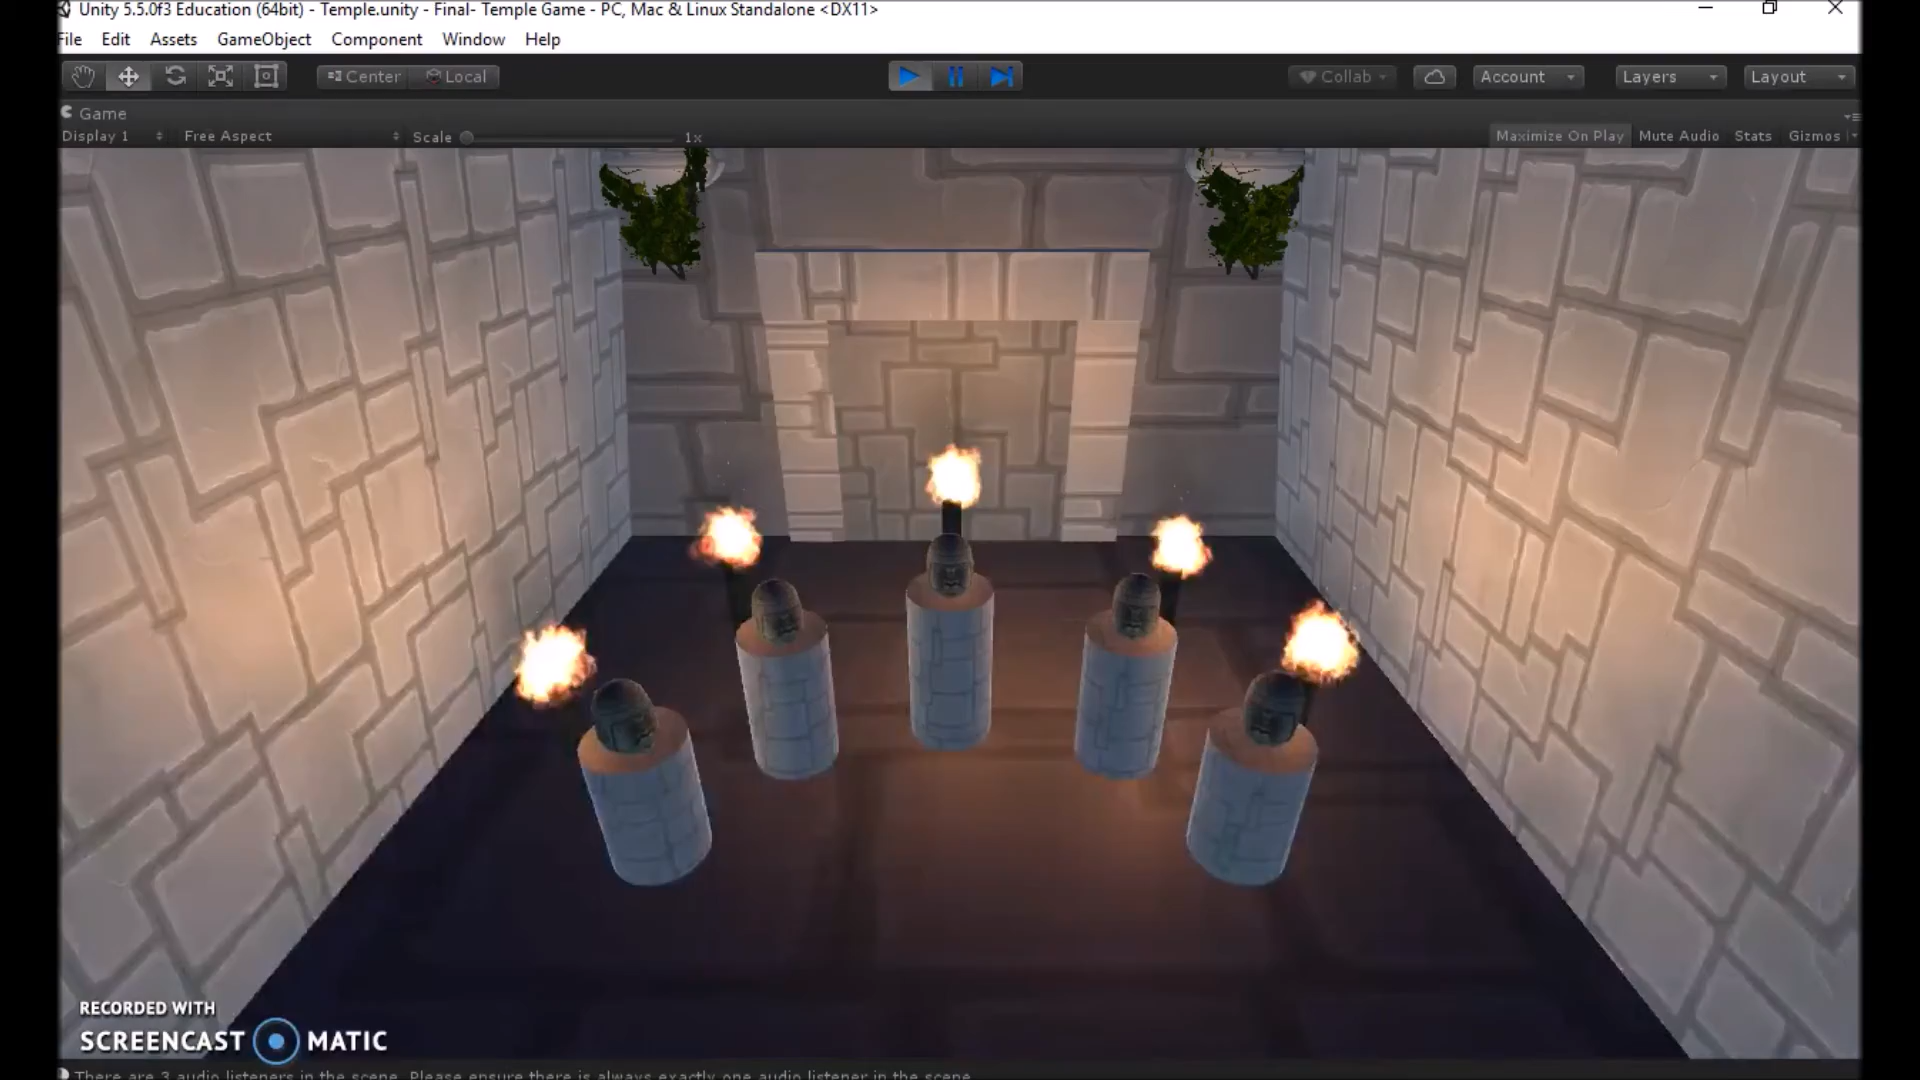 Unity 5.5.0f3 Education (64bit) - Temple.unity - Final- Temple Game - PC, Mac & Linux Standalone <DX11>
File Edit Assets GameObject Component Window Help
Center Local Collab Account Layers Layout
Game
Display 1 Free Aspect Scale 1x Maximize On Play Mute Audio Stats Gizmos
RECORDED WITH
SCREENCAST MATIC
There are 3 audio listeners in the scene. Please ensure there is always exactly one audio listener in the scene